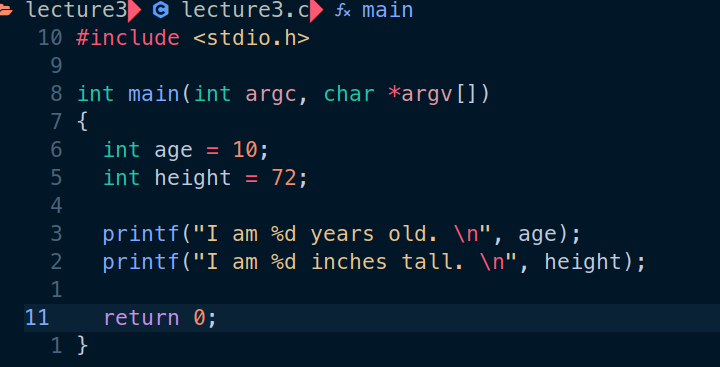 lecture3 lecture3.c main
10 #include <stdio.h>
9
8 int main(int argc, char *argv[])
7 {
6   int age = 10;
5   int height = 72;
4
3   printf("I am %d years old. \n", age);
2   printf("I am %d inches tall. \n", height);
1
11   return 0;
1 }